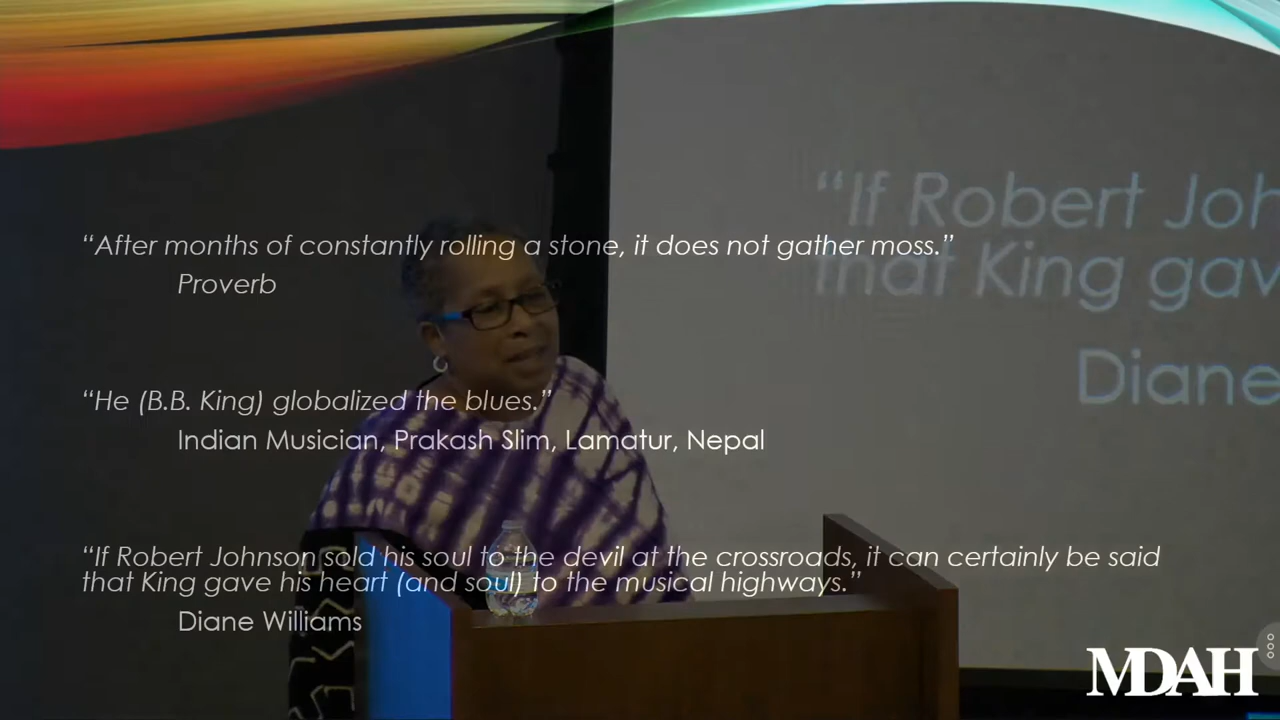 “After months of constantly rolling a stone, it does not gather moss.”
Proverb
“He (B.B. King) globalized the blues.”
Indian Musician, Prakash Slim, Lamatur, Nepal
“If Robert Johnson sold his soul to the devil at the crossroads, it can certainly be said
that King gave his heart (and soul) to the musical highways.”
Diane Williams
“If Robert Joh
that King gav
Diane
MDAH